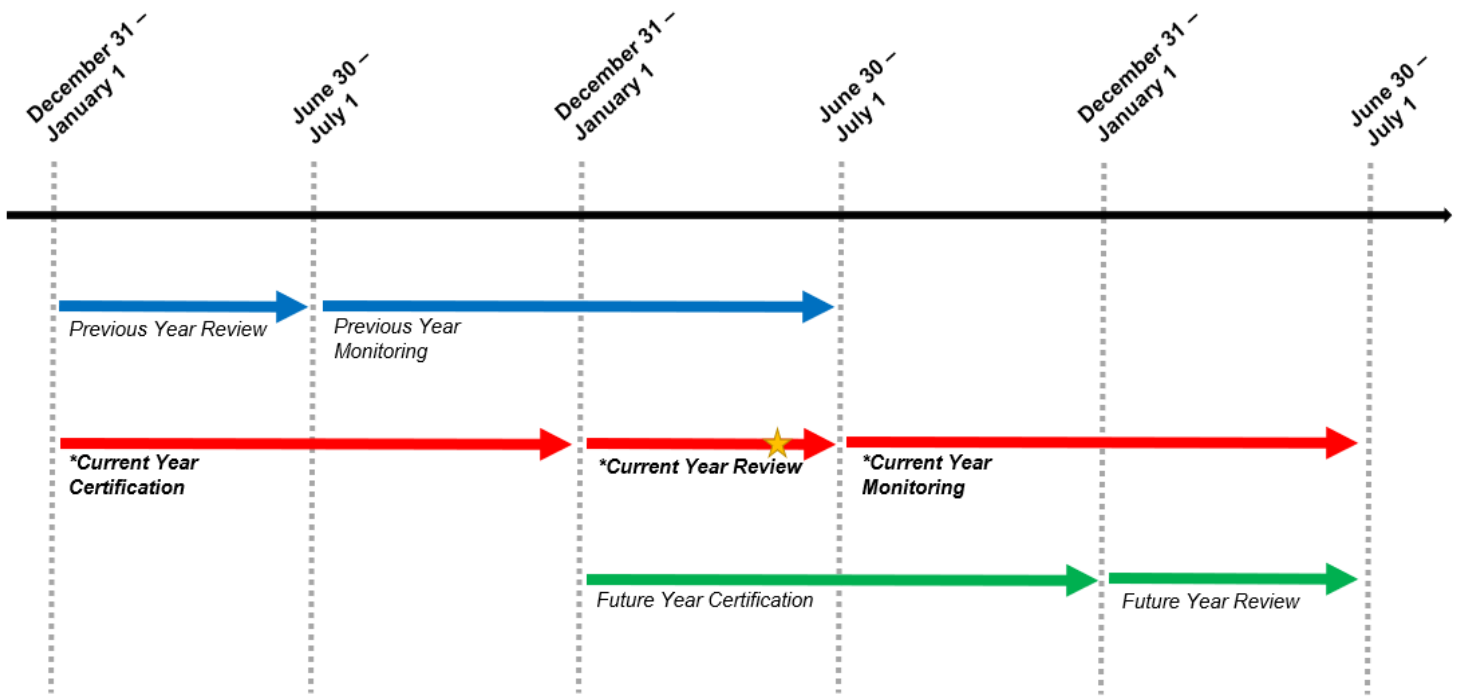 December 31 –
January 1
June 30 –
July 1
December 31 –
January 1
June 30 –
July 1
December 31 –
January 1
June 30 –
July 1
Previous Year Review
Previous Year
Monitoring
*Current Year
Certification
*Current Year Review
*Current Year
Monitoring
Future Year Certification
Future Year Review